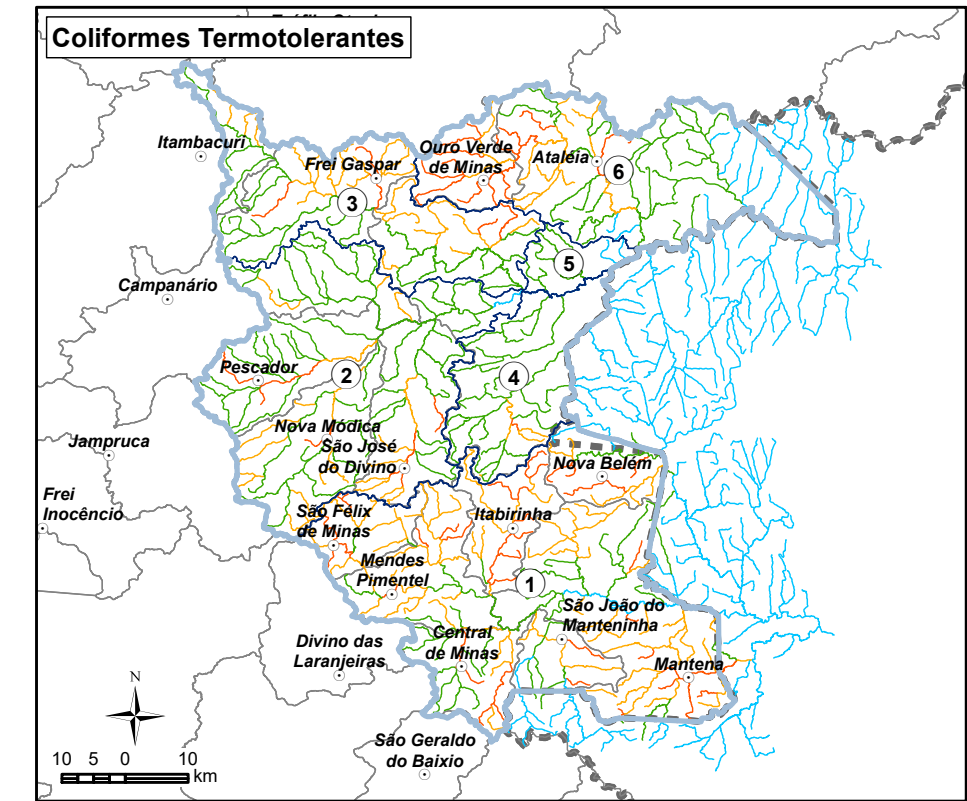 Coliformes Termotolerantes
Itambacuri
Frei Gaspar
Ouro Verde
de Minas
Ataléia
6
3
5
Campanário
Pescador
2
4
Nova Módica
São José
do Divino
Jampruca
Nova Belém
Frei
Inocêncio
São Félix
de Minas
Itabirinha
Mendes
Pimentel
1
São João do
Manteninha
Divino das
Laranjeiras
Central
de Minas
Mantena
N
São Geraldo
do Baixio
10 5 0 10
km